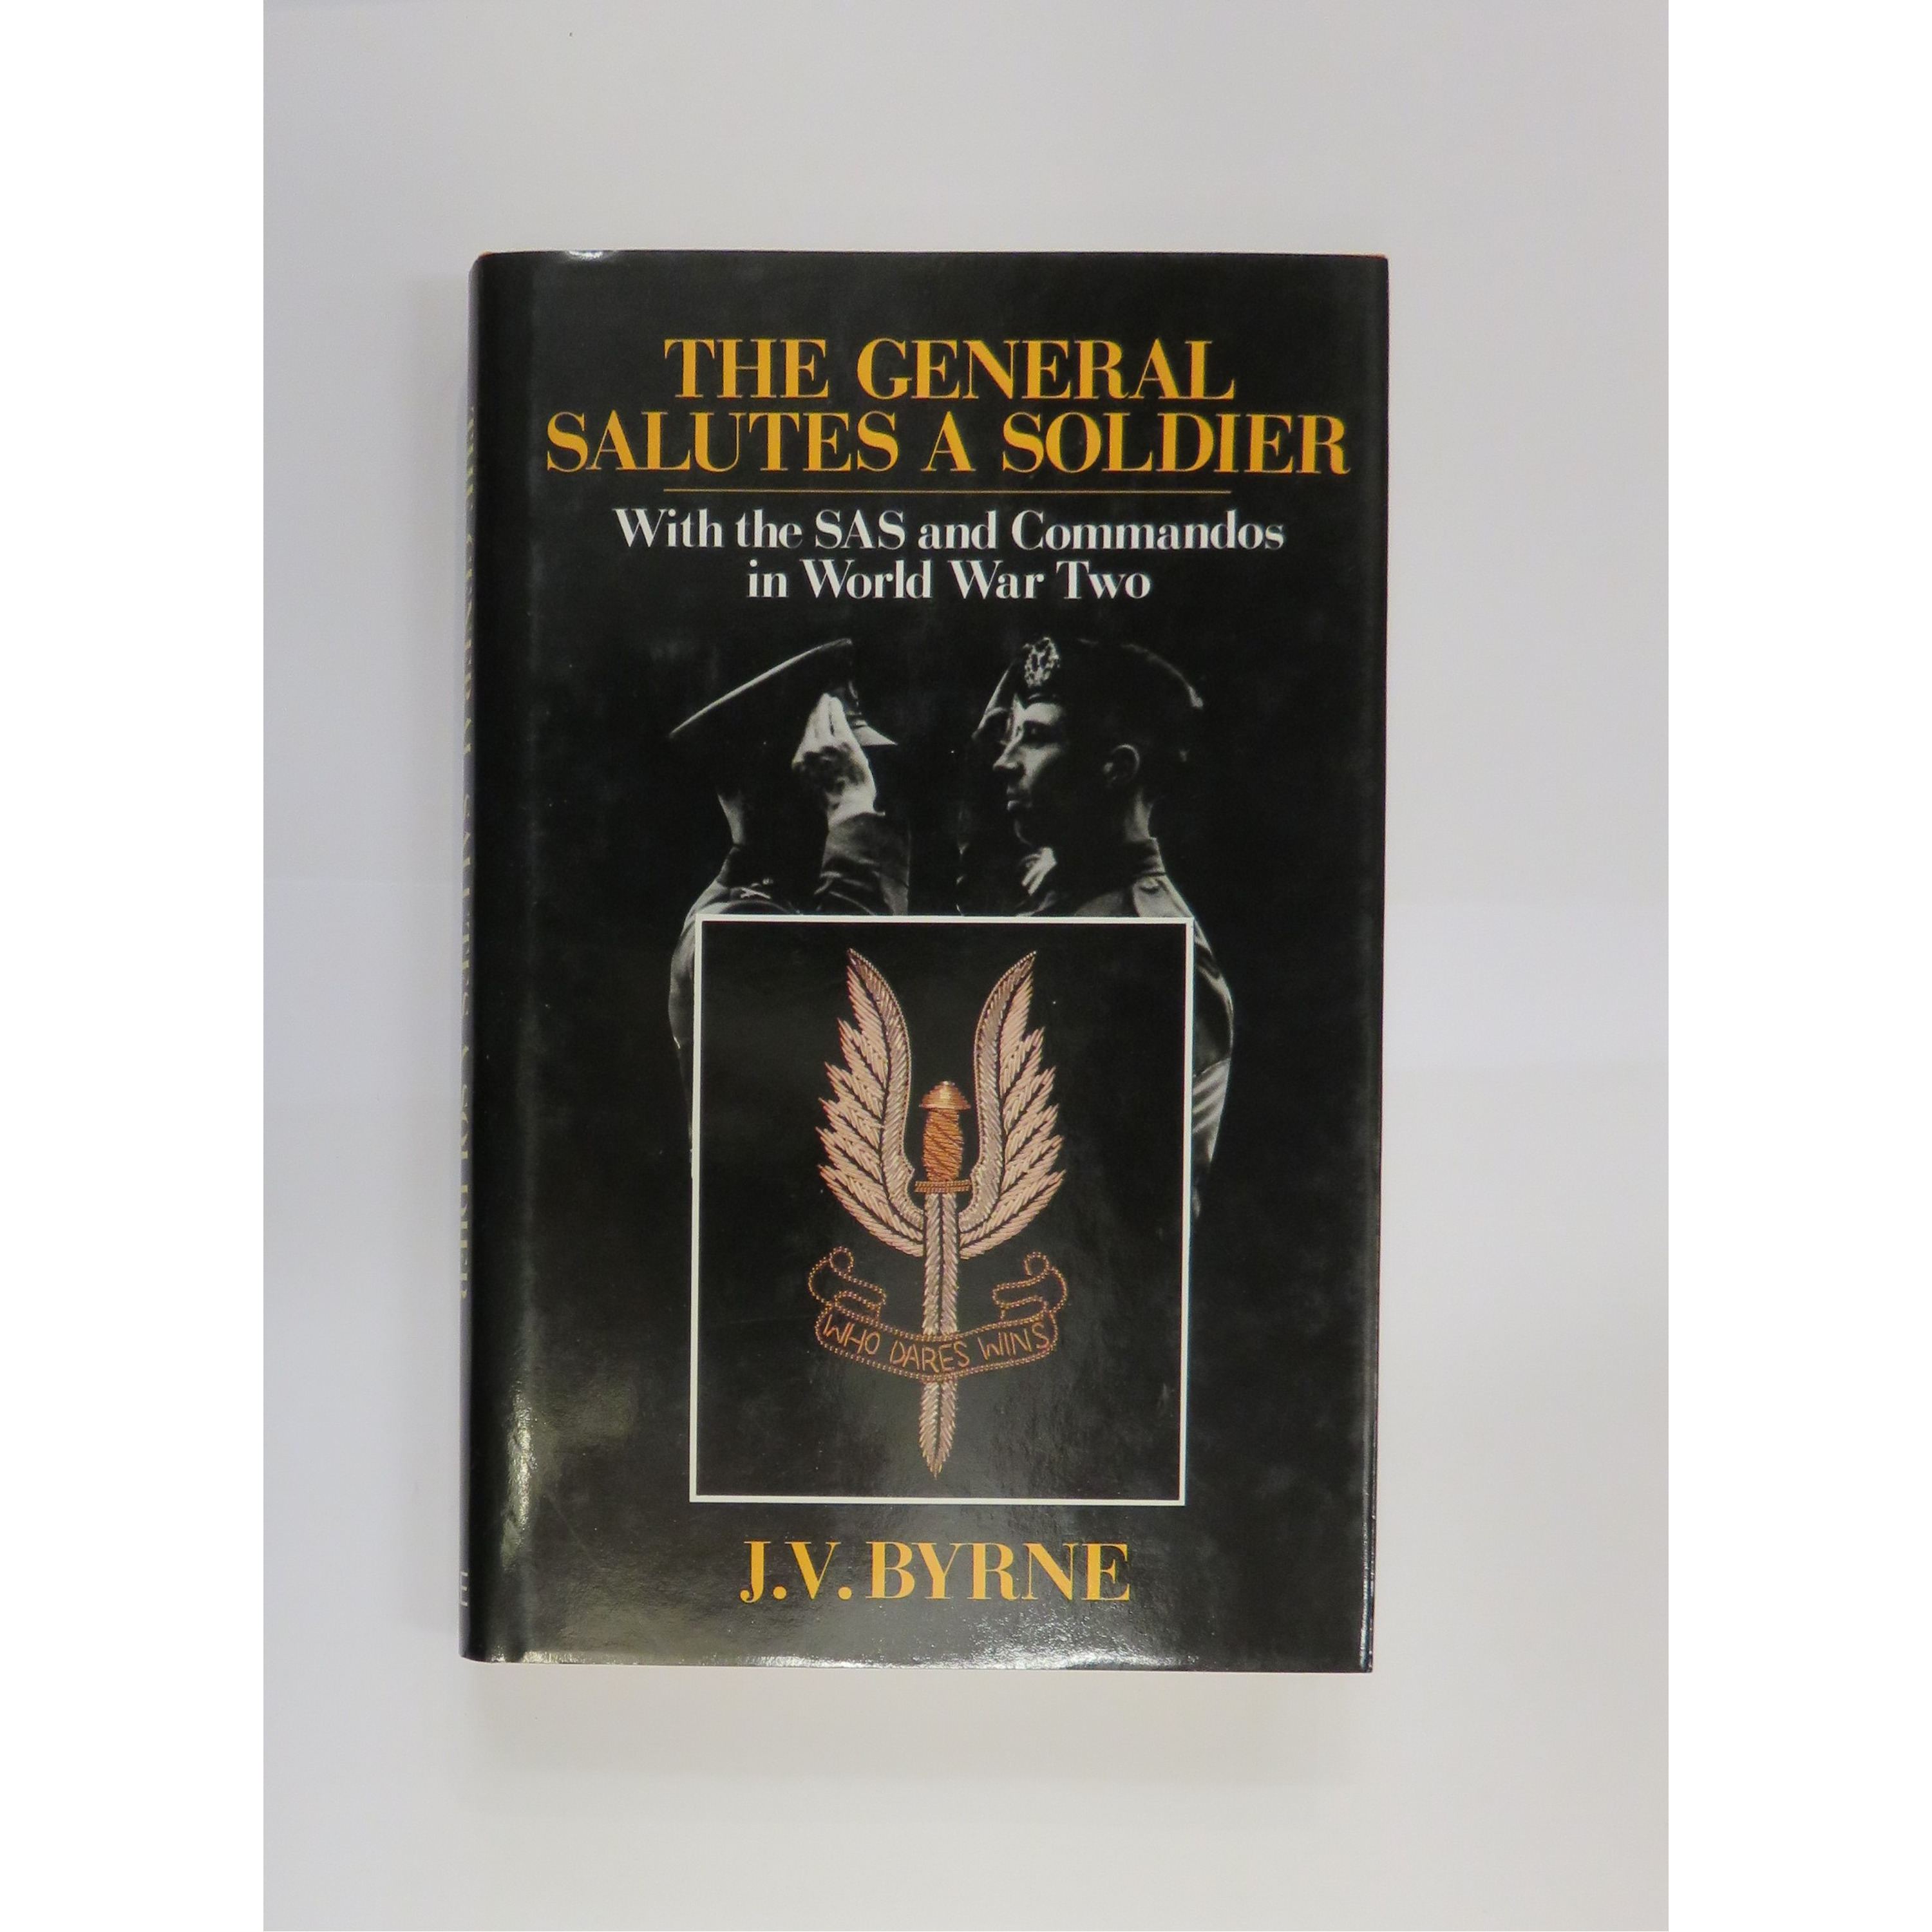 THE GENERAL
SALUTES A SOLDIER
With the SAS and Commandos
in World War Two
WHO DARES WINS
J.V. BYRNE